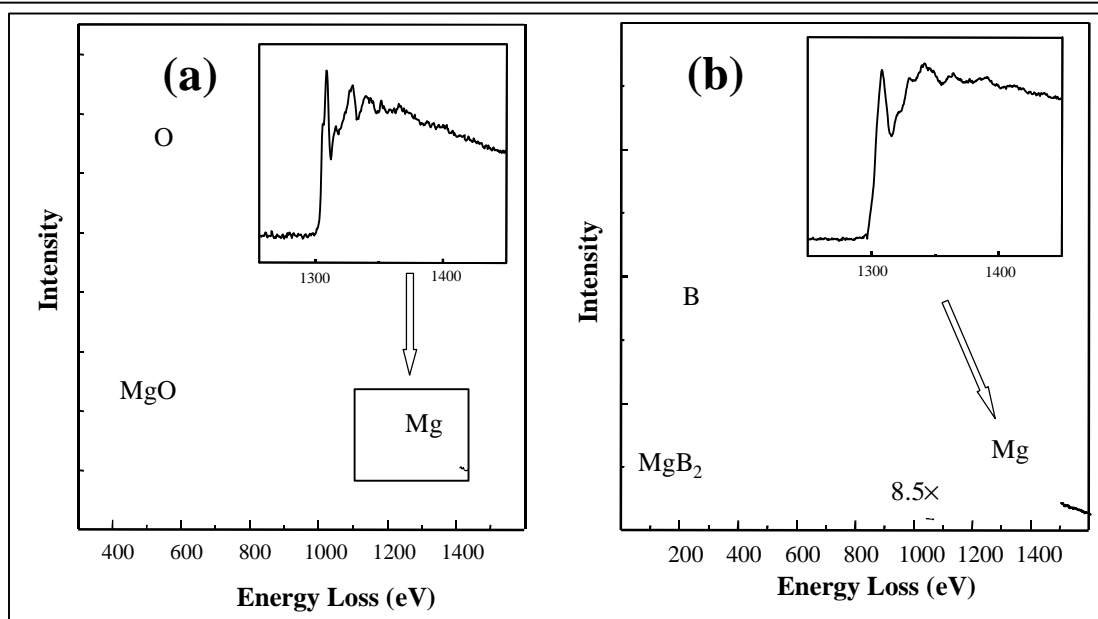 (a)
O
Intensity
1300 1400
MgO
Mg
400 600 800 1000 1200 1400
Energy Loss (eV)
(b)
Intensity
1300 1400
B
Mg
MgB₂
8.5×
200 400 600 800 1000 1200 1400
Energy Loss (eV)